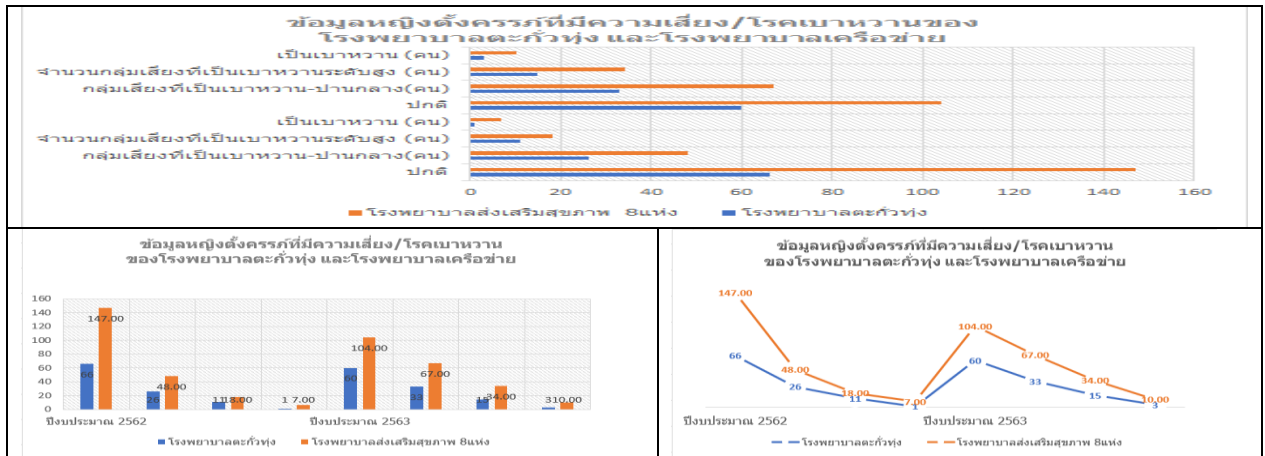 ข้อมูลหญิงตั้งครรภ์ที่มีความเสี่ยง/โรคเบาหวานของ
โรงพยาบาลตะกั่วทุ่ง และโรงพยาบาลเครือข่าย
เป็นเบาหวาน (คน)
จำนวนกลุ่มเสี่ยงที่เป็นเบาหวานระดับสูง (คน)
กลุ่มเสี่ยงที่เป็นเบาหวาน-ปานกลาง(คน)
ปกติ
เป็นเบาหวาน (คน)
จำนวนกลุ่มเสี่ยงที่เป็นเบาหวานระดับสูง (คน)
กลุ่มเสี่ยงที่เป็นเบาหวาน-ปานกลาง(คน)
ปกติ
0 20 40 60 80 100 120 140 160
โรงพยาบาลส่งเสริมสุขภาพ 8แห่ง โรงพยาบาลตะกั่วทุ่ง
ข้อมูลหญิงตั้งครรภ์ที่มีความเสี่ยง/โรคเบาหวาน
ของโรงพยาบาลตะกั่วทุ่ง และโรงพยาบาลเครือข่าย
160
140
120
100
80
60
40
20
0
66 147.00 26 48.00 11 18.00 1 7.00 60 104.00 33 67.00 15 34.00 3 10.00
ปีงบประมาณ 2562 ปีงบประมาณ 2563
โรงพยาบาลตะกั่วทุ่ง โรงพยาบาลส่งเสริมสุขภาพ 8แห่ง
ข้อมูลหญิงตั้งครรภ์ที่มีความเสี่ยง/โรคเบาหวาน
ของโรงพยาบาลตะกั่วทุ่ง และโรงพยาบาลเครือข่าย
147.00 48.00 18.00 7.00 104.00 67.00 34.00 10.00
66 26 11 1 60 33 15 3
ปีงบประมาณ 2562 ปีงบประมาณ 2563
โรงพยาบาลตะกั่วทุ่ง โรงพยาบาลส่งเสริมสุขภาพ 8แห่ง